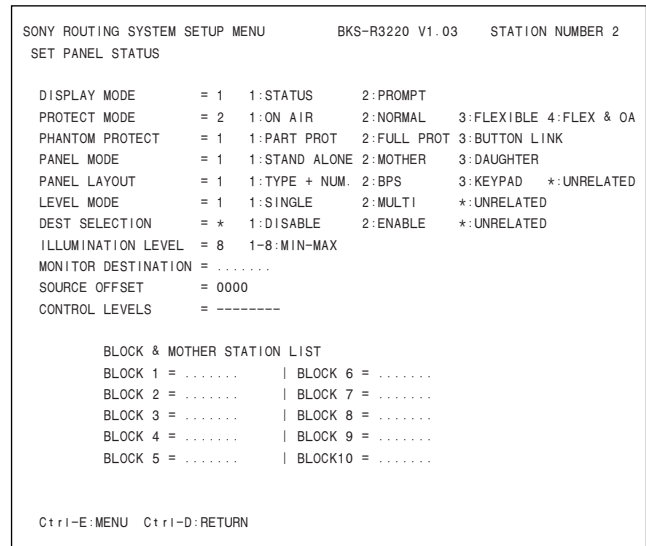 SONY ROUTING SYSTEM SETUP MENU BKS-R3220 V1.03 STATION NUMBER 2
SET PANEL STATUS
DISPLAY MODE = 1 1:STATUS 2:PROMPT
PROTECT MODE = 2 1:ON AIR 2:NORMAL 3:FLEXIBLE 4:FLEX & OA
PHANTOM PROTECT = 1 1:PART PROT 2:FULL PROT 3:BUTTON LINK
PANEL MODE = 1 1:STAND ALONE 2:MOTHER 3:DAUGHTER
PANEL LAYOUT = 1 1:TYPE + NUM. 2:BPS 3:KEYPAD *:UNRELATED
LEVEL MODE = 1 1:SINGLE 2:MULTI *:UNRELATED
DEST SELECTION = * 1:DISABLE 2:ENABLE *:UNRELATED
ILLUMINATION LEVEL = 8 1-8:MIN-MAX
MONITOR DESTINATION = .......
SOURCE OFFSET = 0000
CONTROL LEVELS = --------
BLOCK & MOTHER STATION LIST
BLOCK 1 = ....... | BLOCK 6 = .......
BLOCK 2 = ....... | BLOCK 7 = .......
BLOCK 3 = ....... | BLOCK 8 = .......
BLOCK 4 = ....... | BLOCK 9 = .......
BLOCK 5 = ....... | BLOCK10 = .......
Ctrl-E:MENU Ctrl-D:RETURN